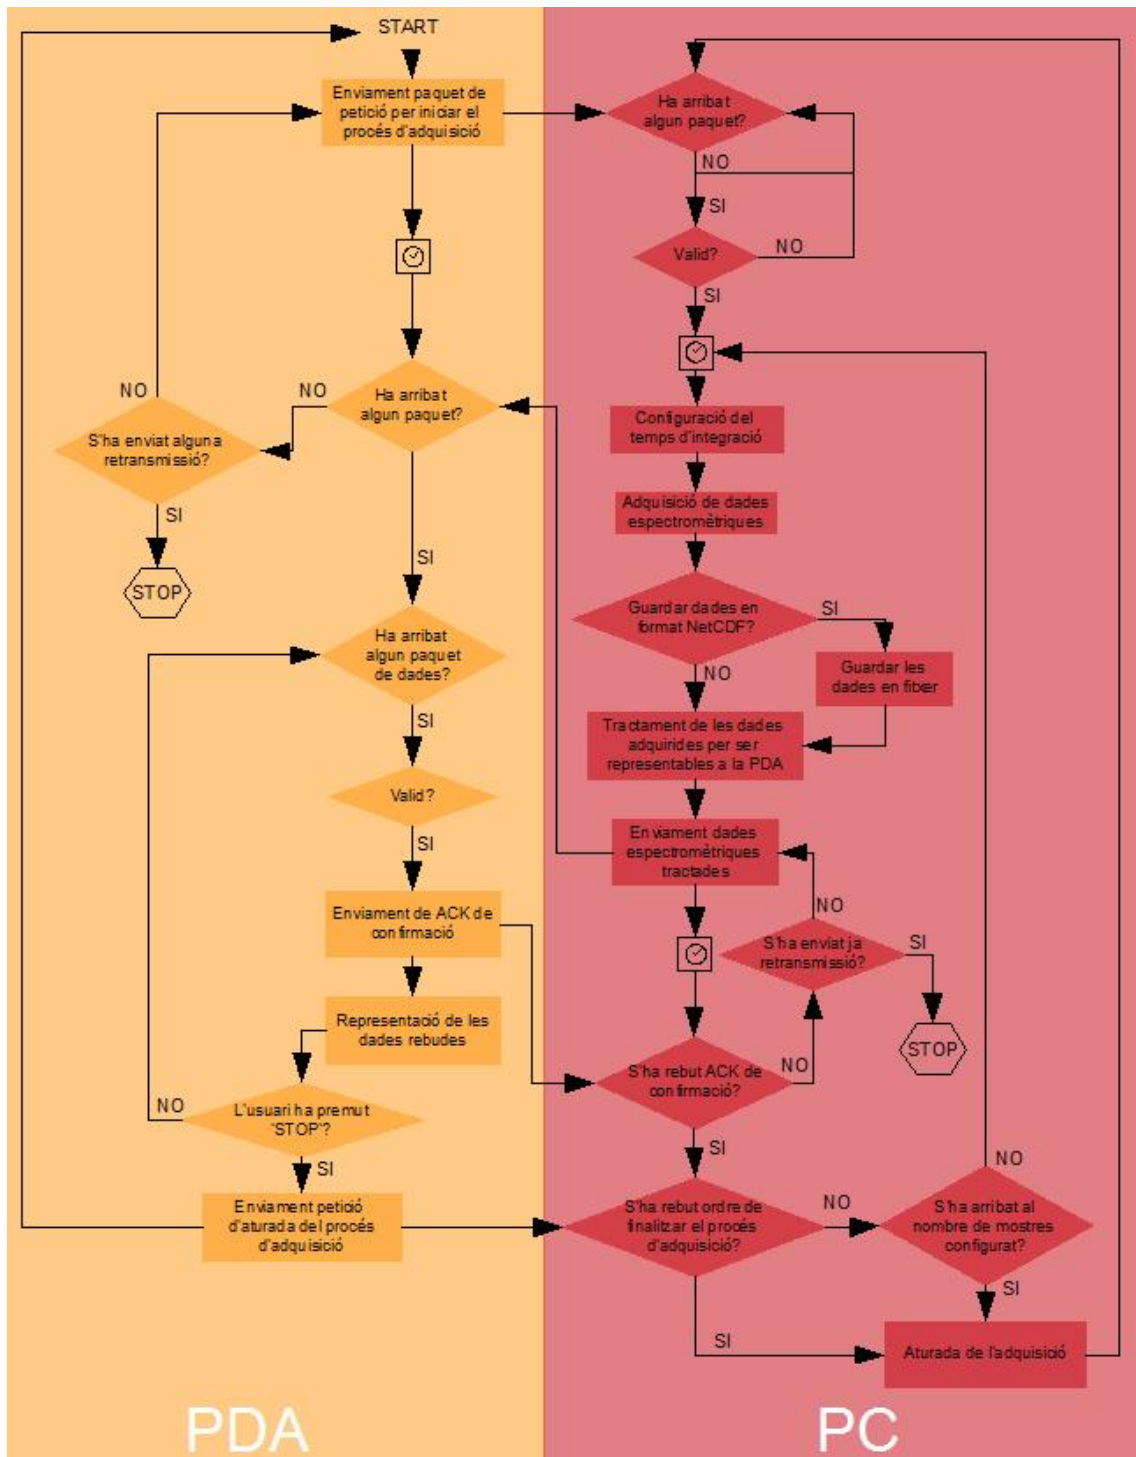 START
Enviament paquet de
petició per iniciar el
procés d'adquisició
Ha arribat
algun paquet?
NO
SI
Valid?
NO
SI
Configuració del
temps d'integració
Adquisició de dades
espectromètriques
Guardar dades en
format NetCDF?
SI
Guardar les
dades en fitxer
NO
Tractament de les dades
adquirides per ser
representables a la PDA
Enviament dades
espectromètriques
tractades
NO
S'ha enviat ja
retransmissió?
SI
STOP
S'ha rebut ACK de
confirmació?
NO
SI
S'ha rebut ordre de
finalitzar el procés
d'adquisició?
NO
S'ha arribat al
nombre de mostres
configurat?
NO
SI
SI
Aturada de l'adquisició
Ha arribat
algun paquet?
NO
S'ha enviat alguna
retransmissió?
NO
SI
STOP
SI
Ha arribat
algun paquet
de dades?
SI
Valid?
SI
Enviament de ACK de
confirmació
Representació de les
dades rebudes
L'usuari ha premut
"STOP"?
NO
SI
Enviament petició
d'aturada del procés
d'adquisició
PDA
PC